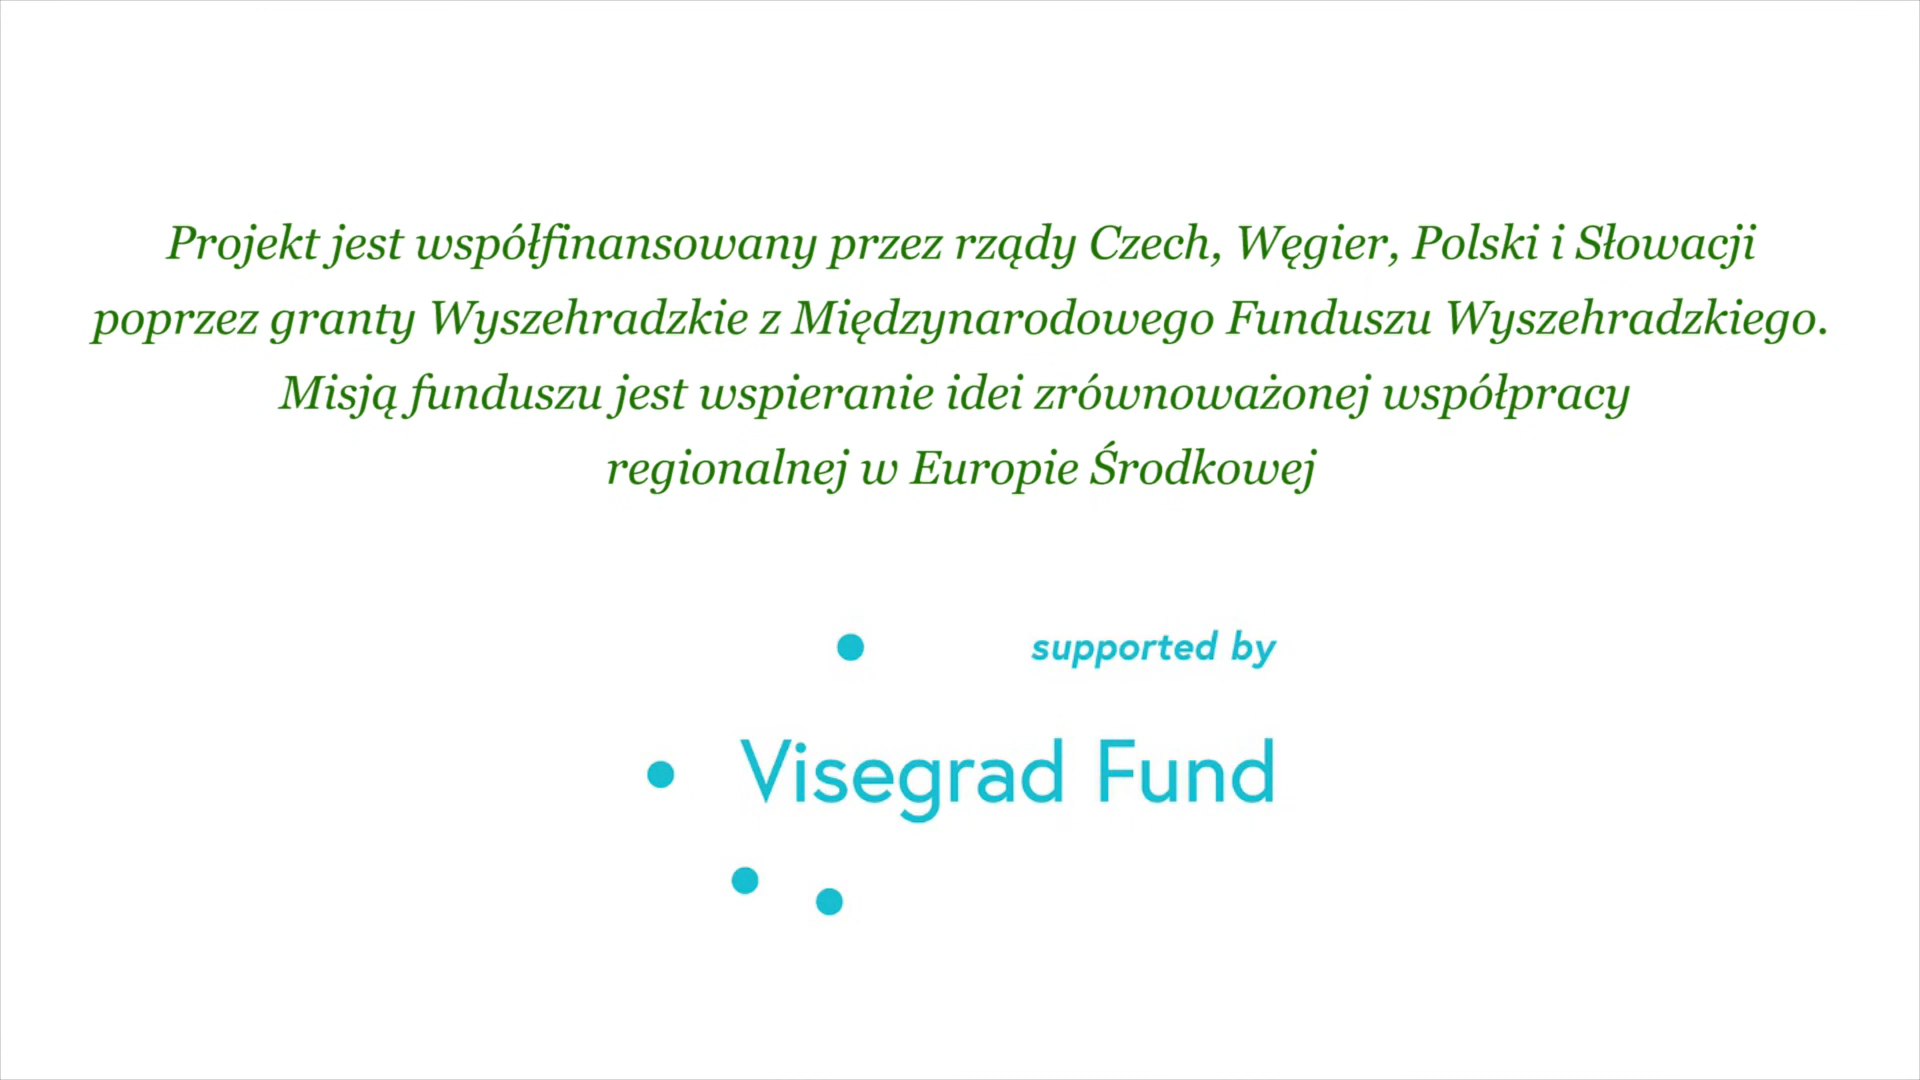 Projekt jest współfinansowany przez rządy Czech, Węgier, Polski i Słowacji
poprzez granty Wyszehradzkie z Międzynarodowego Funduszu Wyszehradzkiego.
Misją funduszu jest wspieranie idei zrównoważonej współpracy
regionalnej w Europie Środkowej
supported by
Visegrad Fund